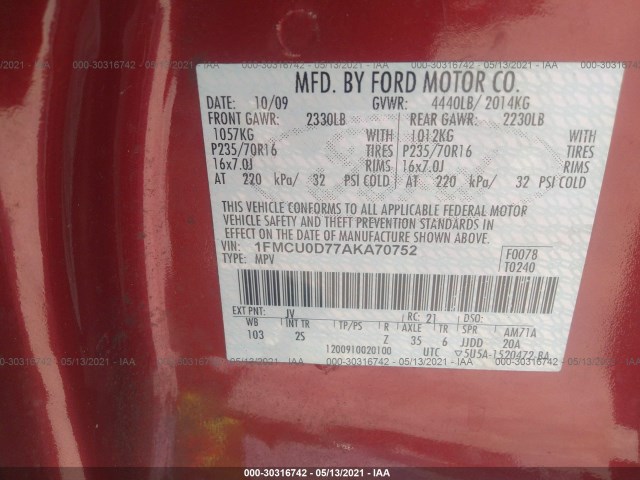 000-30316742 - 05/13/2021 - IAA
MFD. BY FORD MOTOR CO.
DATE: 10/09 GVWR: 4440LB/ 2014KG
FRONT GAWR: 2330LB REAR GAWR: 2230LB
1057KG WITH 1012KG WITH
P235/70R16 TIRES P235/70R16 TIRES
16x7.0J RIMS 16x7.0J RIMS
AT 220 kPa/ 32 PSI COLD AT 220 kPa/ 32 PSI COLD
THIS VEHICLE CONFORMS TO ALL APPLICABLE FEDERAL MOTOR
VEHICLE SAFETY AND THEFT PREVENTION STANDARDS IN
EFFECT ON THE DATE OF MANUFACTURE SHOWN ABOVE.
VIN: 1FMCU0D77AKA70752 F0078
TYPE: MPV T0240
EXT PNT: JV RC: 21 DSO:
WB INT TR TP/PS R AXLE TR SPR AM71A
103 2S Z 35 6 JJDD 20A
1200910020100 UTC ▽5U5A-1520472-BA
000-30316742 - 05/13/2021 - IAA